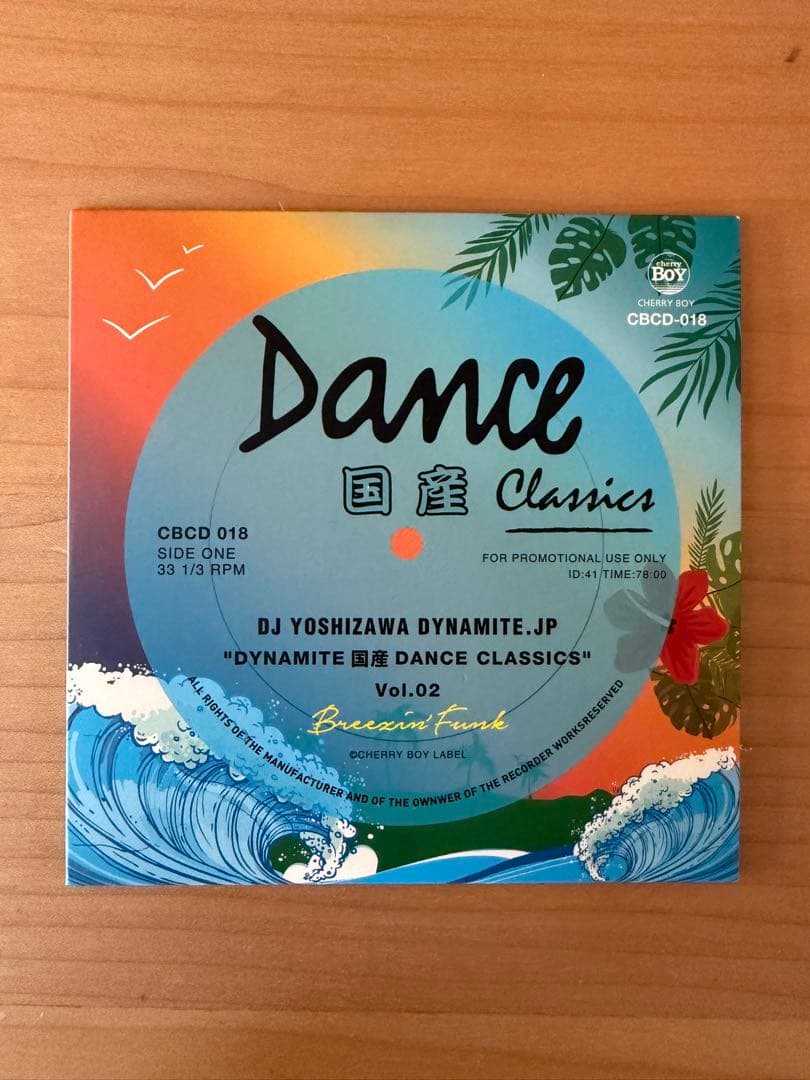 cherry
BOY
CHERRY BOY
CBCD-018
Dance
国産 Classics
CBCD 018
SIDE ONE
33 1/3 RPM
FOR PROMOTIONAL USE ONLY
ID:41 TIME:78:00
DJ YOSHIZAWA DYNAMITE.JP
"DYNAMITE 国産 DANCE CLASSICS"
Vol.02
Breezin' Funk
©CHERRY BOY LABEL
ALL RIGHTS OF THE MANUFACTURER AND OF THE OWNWER OF THE RECORDER WORKSRESERVED